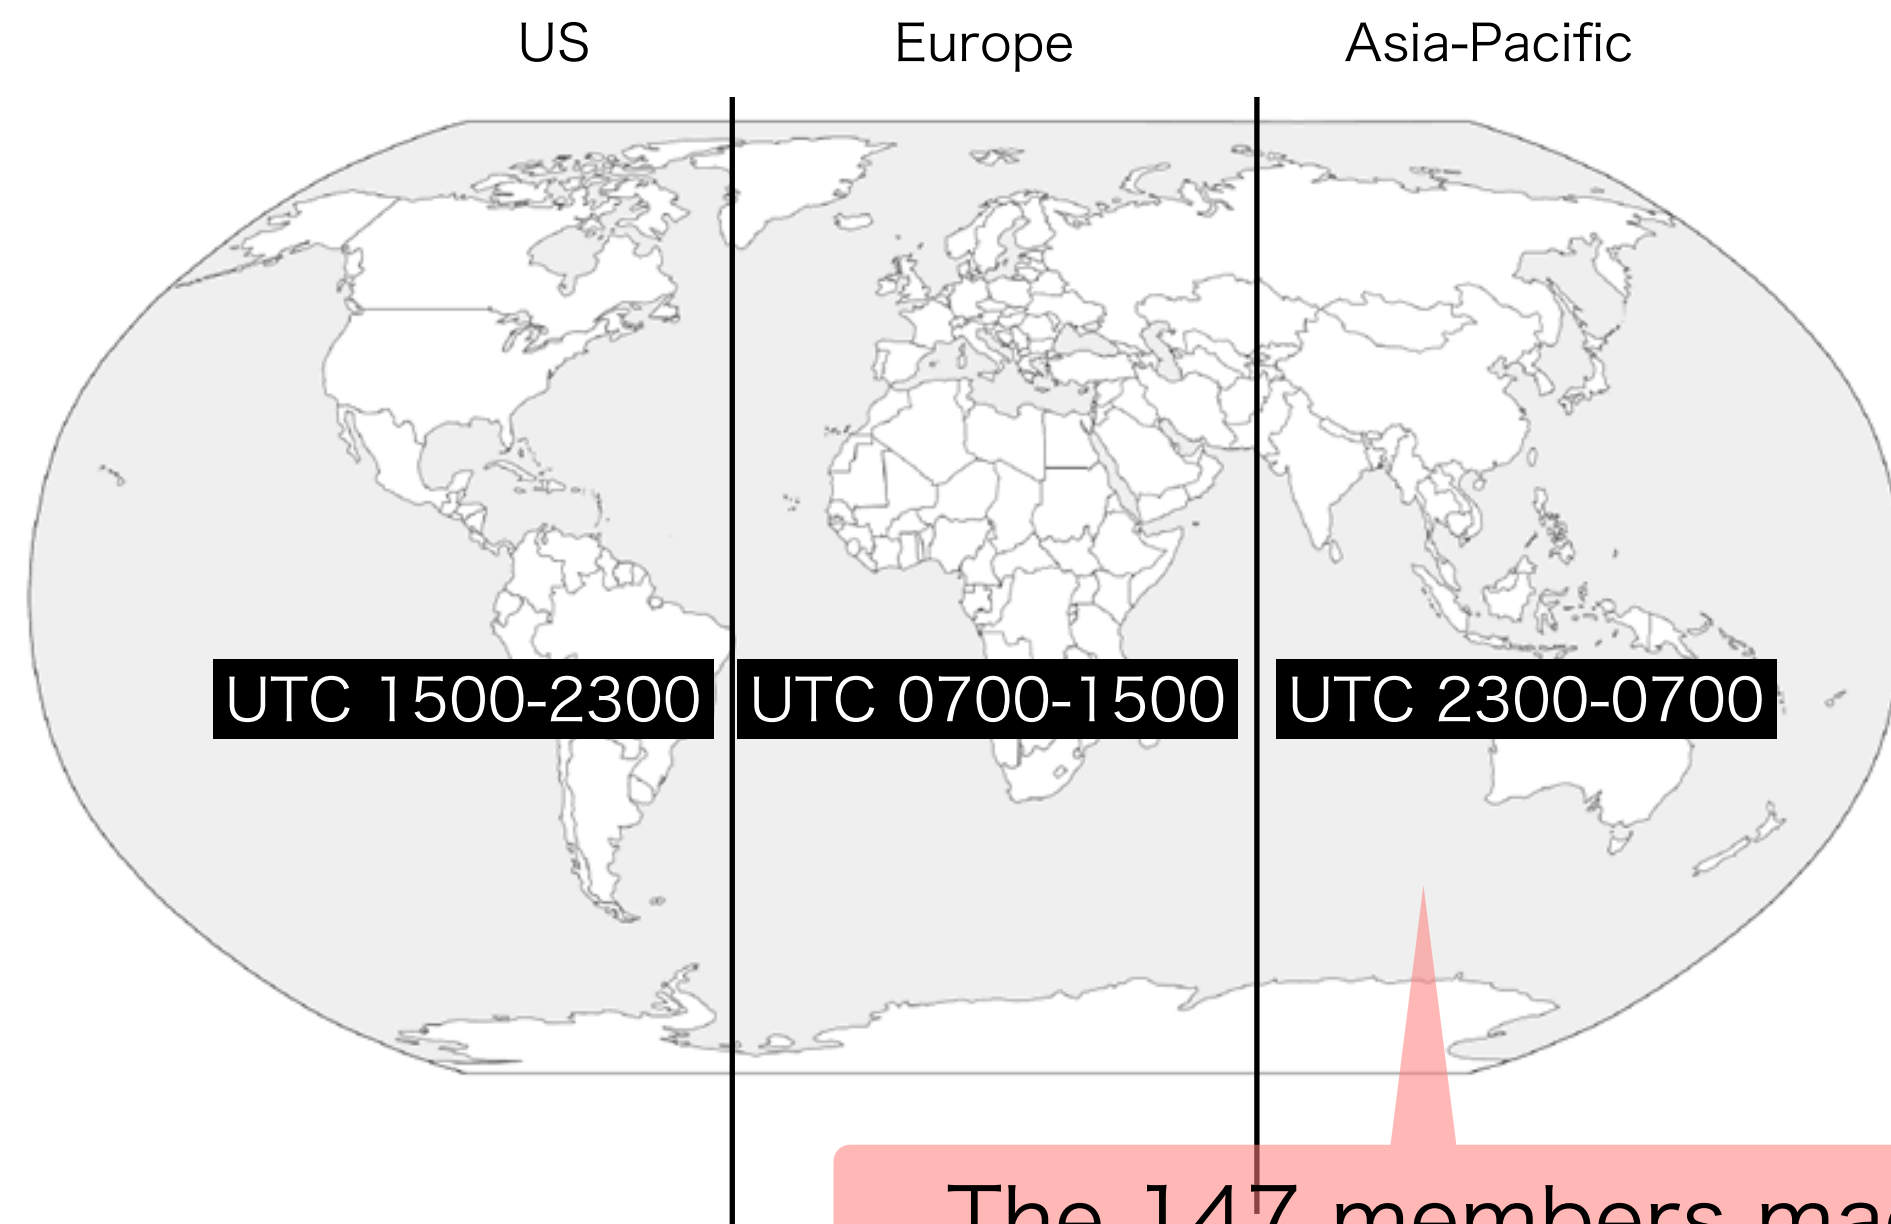 US
Europe
Asia-Pacific
UTC 1500-2300
UTC 0700-1500
UTC 2300-0700
The 147 members